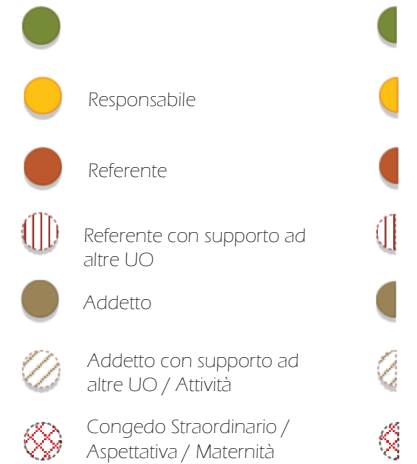 Responsabile
Referente
Referente con supporto ad
altre UO
Addetto
Addetto con supporto ad
altre UO / Attività
Congedo Straordinario /
Aspettativa / Maternità